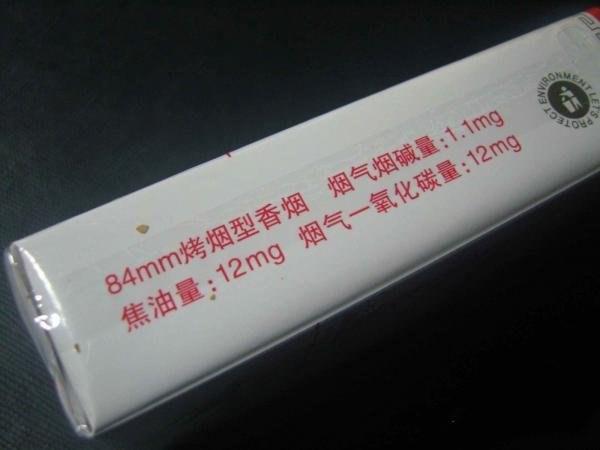 84mm烤烟型香烟 烟气烟碱量:1.1mg
焦油量:12mg 烟气一氧化碳量:12mg
ENVIRONMENT LET'S PROTECT